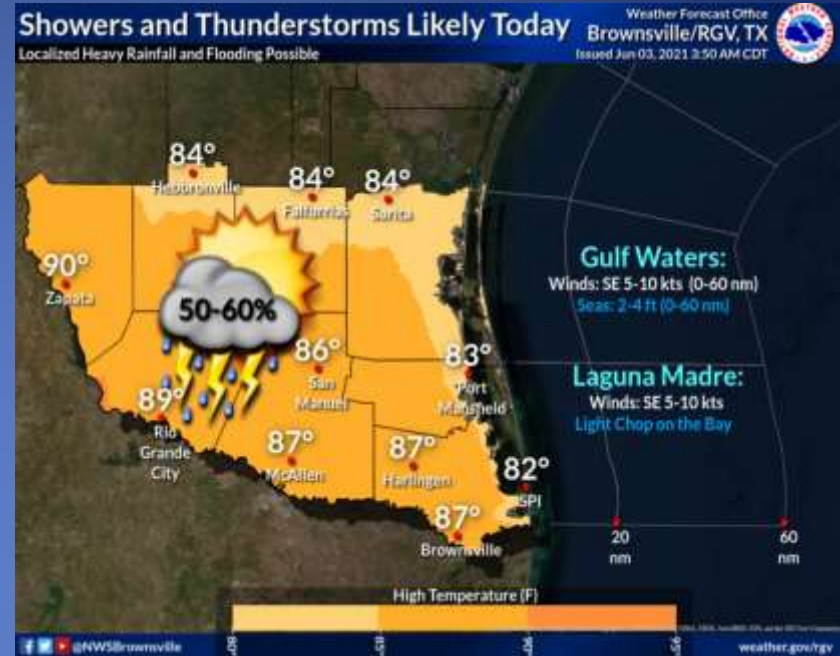 Showers and Thunderstorms Likely Today
Localized Heavy Rainfall and Flooding Possible
Weather Forecast Office
Brownsville/RGV, TX
Issued Jun 03, 2021 3:50 AM CDT
84°
Hebbronville
84°
Falfurrias
84°
Sarita
90°
Zapata
50-60%
86°
San
Manuel
83°
Port
Mansfield
89°
Rio
Grande
City
87°
McAllen
87°
Harlingen
82°
SPI
87°
Brownsville
Gulf Waters:
Winds: SE 5-10 kts (0-60 nm)
Seas: 2-4 ft (0-60 nm)
Laguna Madre:
Winds: SE 5-10 kts
Light Chop on the Bay
20
nm
60
nm
High Temperature (F)
80
85
90
95
@NWSBrownsville
weather.gov/rgv